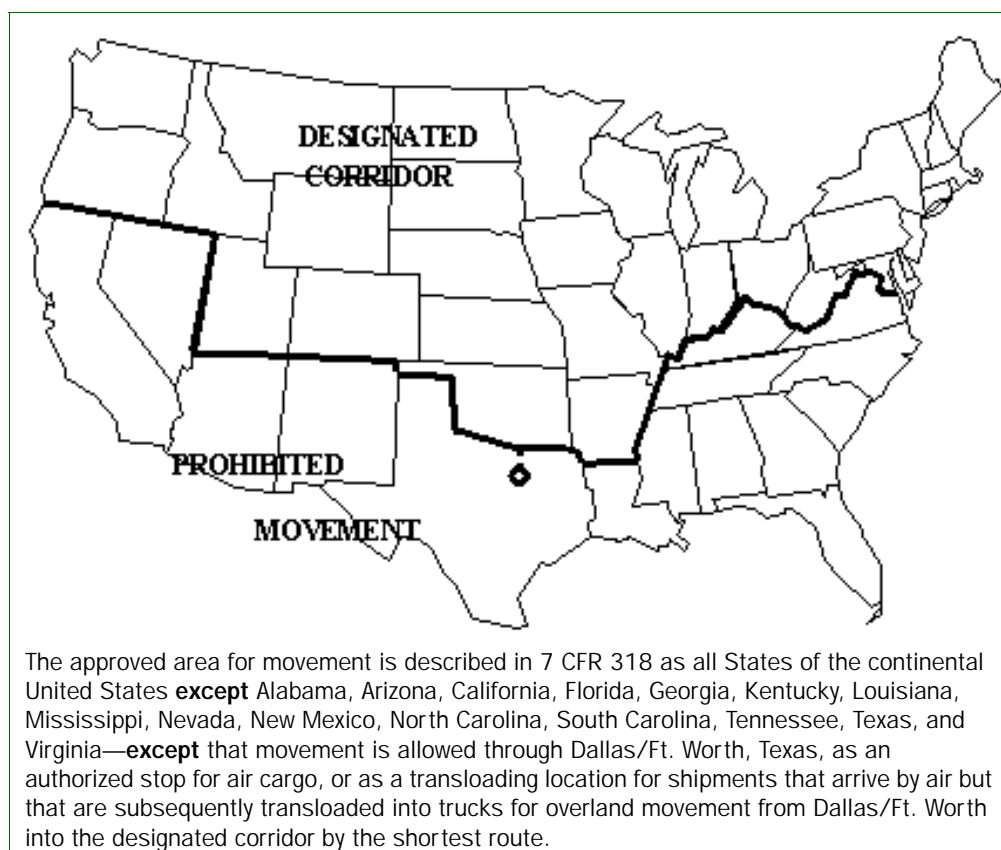 DESIGNATED
CORRIDOR
PROHIBITED
MOVEMENT
The approved area for movement is described in 7 CFR 318 as all States of the continental
United States except Alabama, Arizona, California, Florida, Georgia, Kentucky, Louisiana,
Mississippi, Nevada, New Mexico, North Carolina, South Carolina, Tennessee, Texas, and
Virginia—except that movement is allowed through Dallas/Ft. Worth, Texas, as an
authorized stop for air cargo, or as a transloading location for shipments that arrive by air but
that are subsequently transloaded into trucks for overland movement from Dallas/Ft. Worth
into the designated corridor by the shortest route.